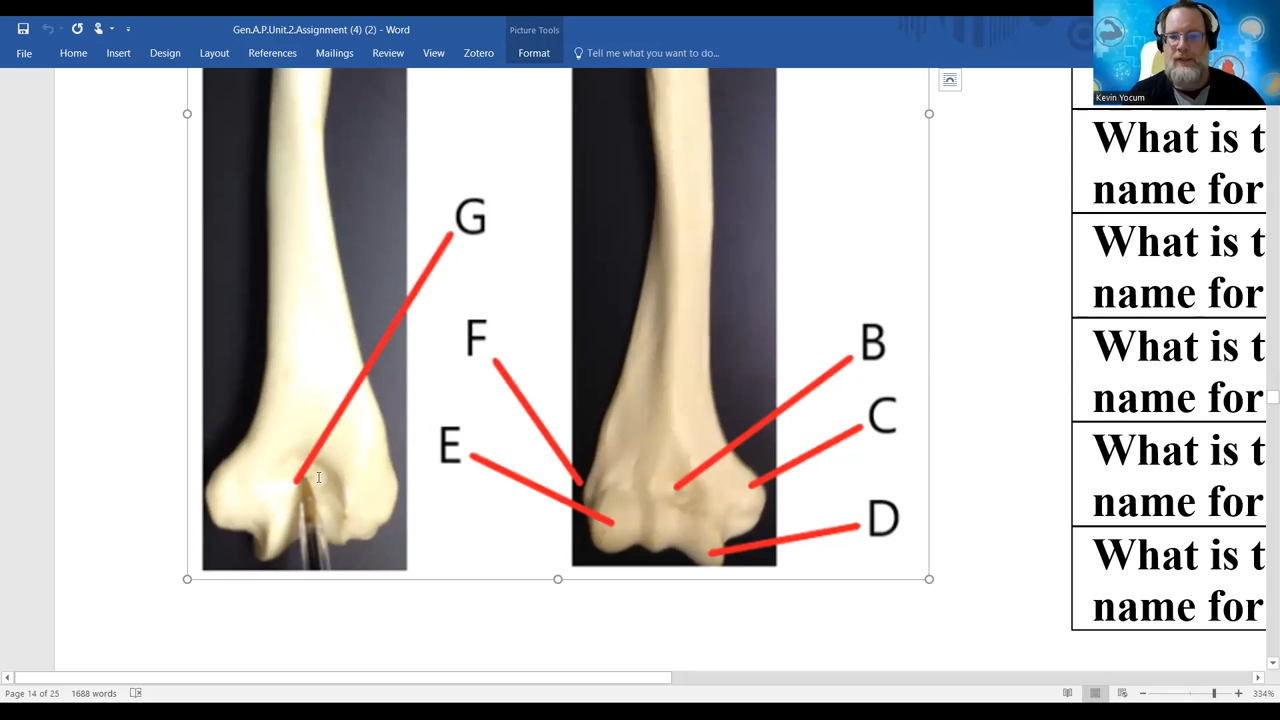 Gen.A.P.Unit.2.Assignment (4) (2) - Word
Picture Tools
File Home Insert Design Layout References Mailings Review View Zotero Format Tell me what you want to do...
Kevin Yocum
G
F
E
B
C
D
What is t
name for
What is t
name for
What is t
name for
What is t
name for
What is t
name for
Page 14 of 25 1688 words
334%